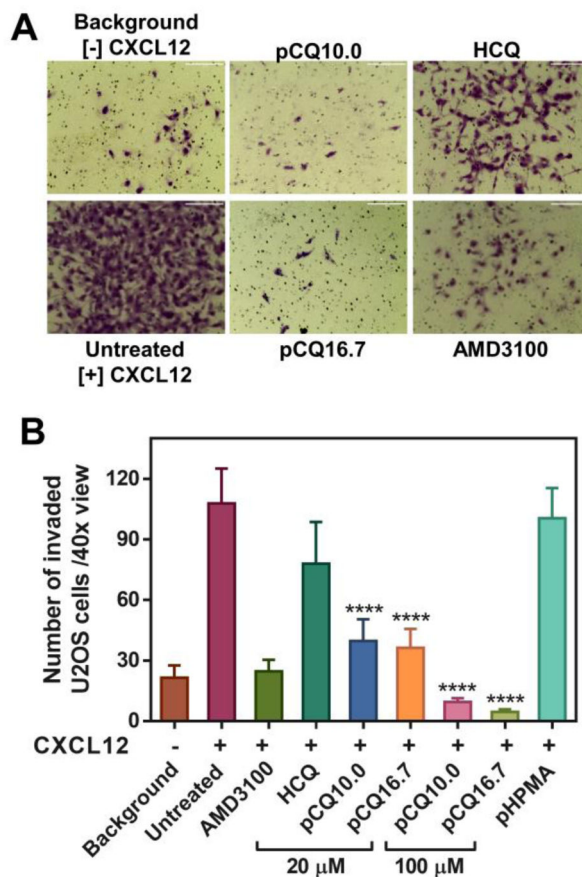 A
Background
[-] CXCL12
pCQ10.0
HCQ
Untreated
[+] CXCL12
pCQ16.7
AMD3100
B
Number of invaded
U2OS cells /40x view
120
90
60
30
0
**** **** **** ****
CXCL12 - + + + + + + + +
Background
Untreated
AMD3100
HCQ
pCQ10.0
pCQ16.7
pCQ10.0
pCQ16.7
pHPMA
20 µM
100 µM